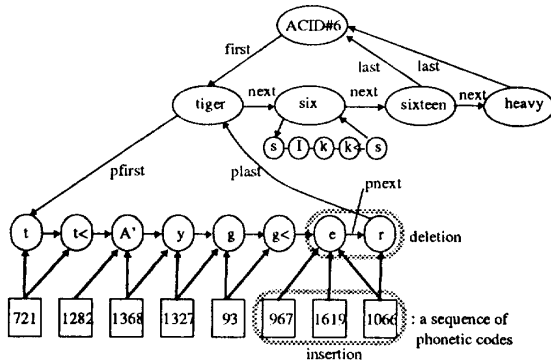 ACID#6
first
last
last
next
next
next
tiger
six
sixteen
heavy
s I k k< s
pfirst
plast
pnext
t t< A' y g g< e r
deletion
721 1282 1368 1327 93 967 1619 1066
: a sequence of
phonetic codes
insertion